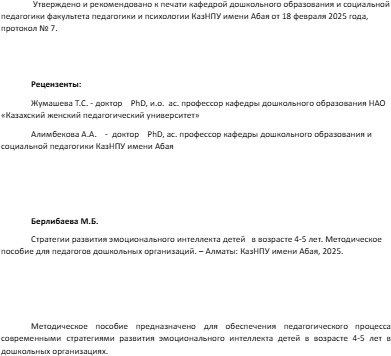 Утверждено и рекомендовано к печати кафедрой дошкольного образования и социальной
педагогики факультета педагогики и психологии КазНПУ имени Абая от 18 февраля 2025 года,
протокол № 7.
Рецензенты:
Жумашева Т.С. - доктор PhD, и.о. ас. профессор кафедры дошкольного образования НАО
«Казахский женский педагогический университет»
Алимбекова А.А. - доктор PhD, ас. профессор кафедры дошкольного образования и
социальной педагогики КазНПУ имени Абая
Берлибаева М.Б.
Стратегии развития эмоционального интеллекта детей в возрасте 4-5 лет. Методическое
пособие для педагогов дошкольных организаций. – Алматы: КазНПУ имени Абая, 2025.
Методическое пособие предназначено для обеспечения педагогического процесса
современными стратегиями развития эмоционального интеллекта детей в возрасте 4-5 лет в
дошкольных организациях.